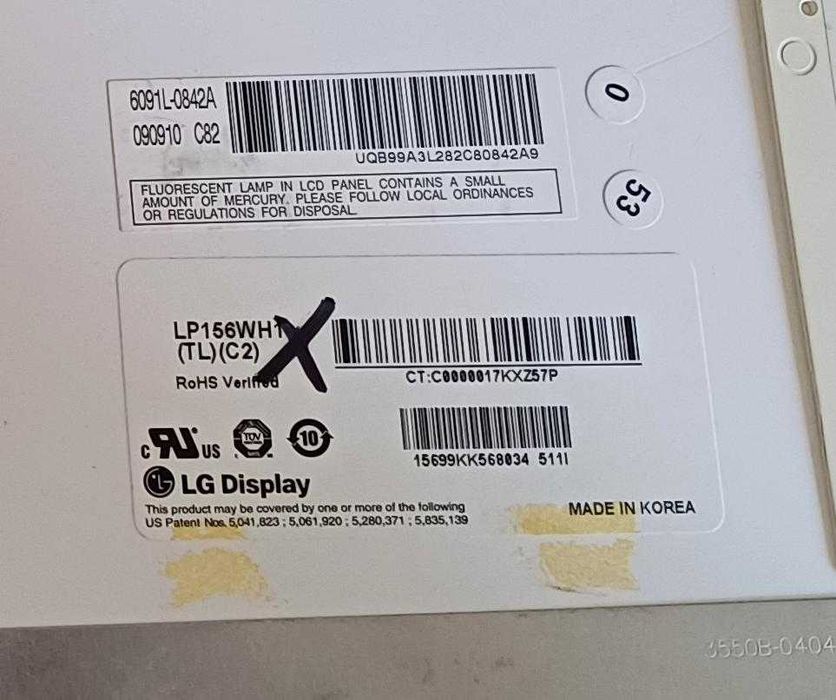 6091L-0842A
090910 C82
UQB99A3L282C80842A9
0
53
FLUORESCENT LAMP IN LCD PANEL CONTAINS A SMALL
AMOUNT OF MERCURY. PLEASE FOLLOW LOCAL ORDINANCES
OR REGULATIONS FOR DISPOSAL
LP156WH1
(TL)(C2)
RoHS Verified
CT:C0000017KXZ57P
c RU US
TÜV
10
15699KK568034 511I
LG Display
This product may be covered by one or more of the following
US Patent Nos. 5,041,823 ; 5,061,920 ; 5,280,371 ; 5,835,139
MADE IN KOREA
3550B-0404